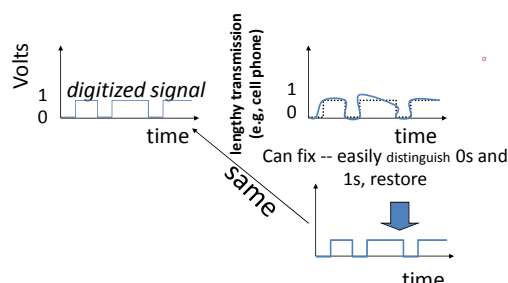 Volts
1
0
digitized signal
time
lengthy transmission
(e.g, cell phone)
a
1
0
time
Can fix -- easily distinguish 0s and
1s, restore
same
time